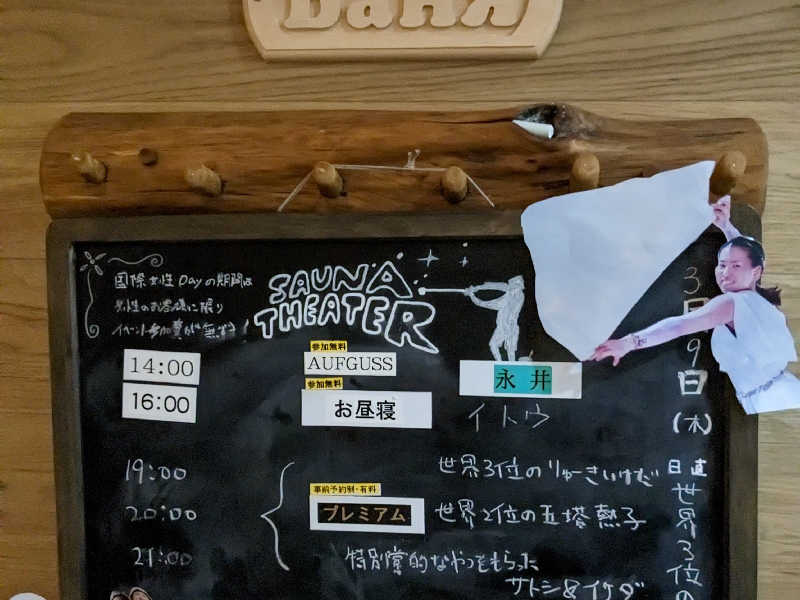 BaHA
国際女性Dayの期間は
男性のお客様に限り
イベント参加費が無料!
SAUNA
THEATER
3月9日(木)
14:00
参加無料
AUFGUSS
永井
16:00
参加無料
お昼寝
イトウ
19:00
世界3位のりゅーきいけだ
20:00
事前予約制・有料
プレミアム
世界2位の五塔熱子
21:00
特別賞的なやつをもらった
サトシ&イケダ
日直
世界3位の